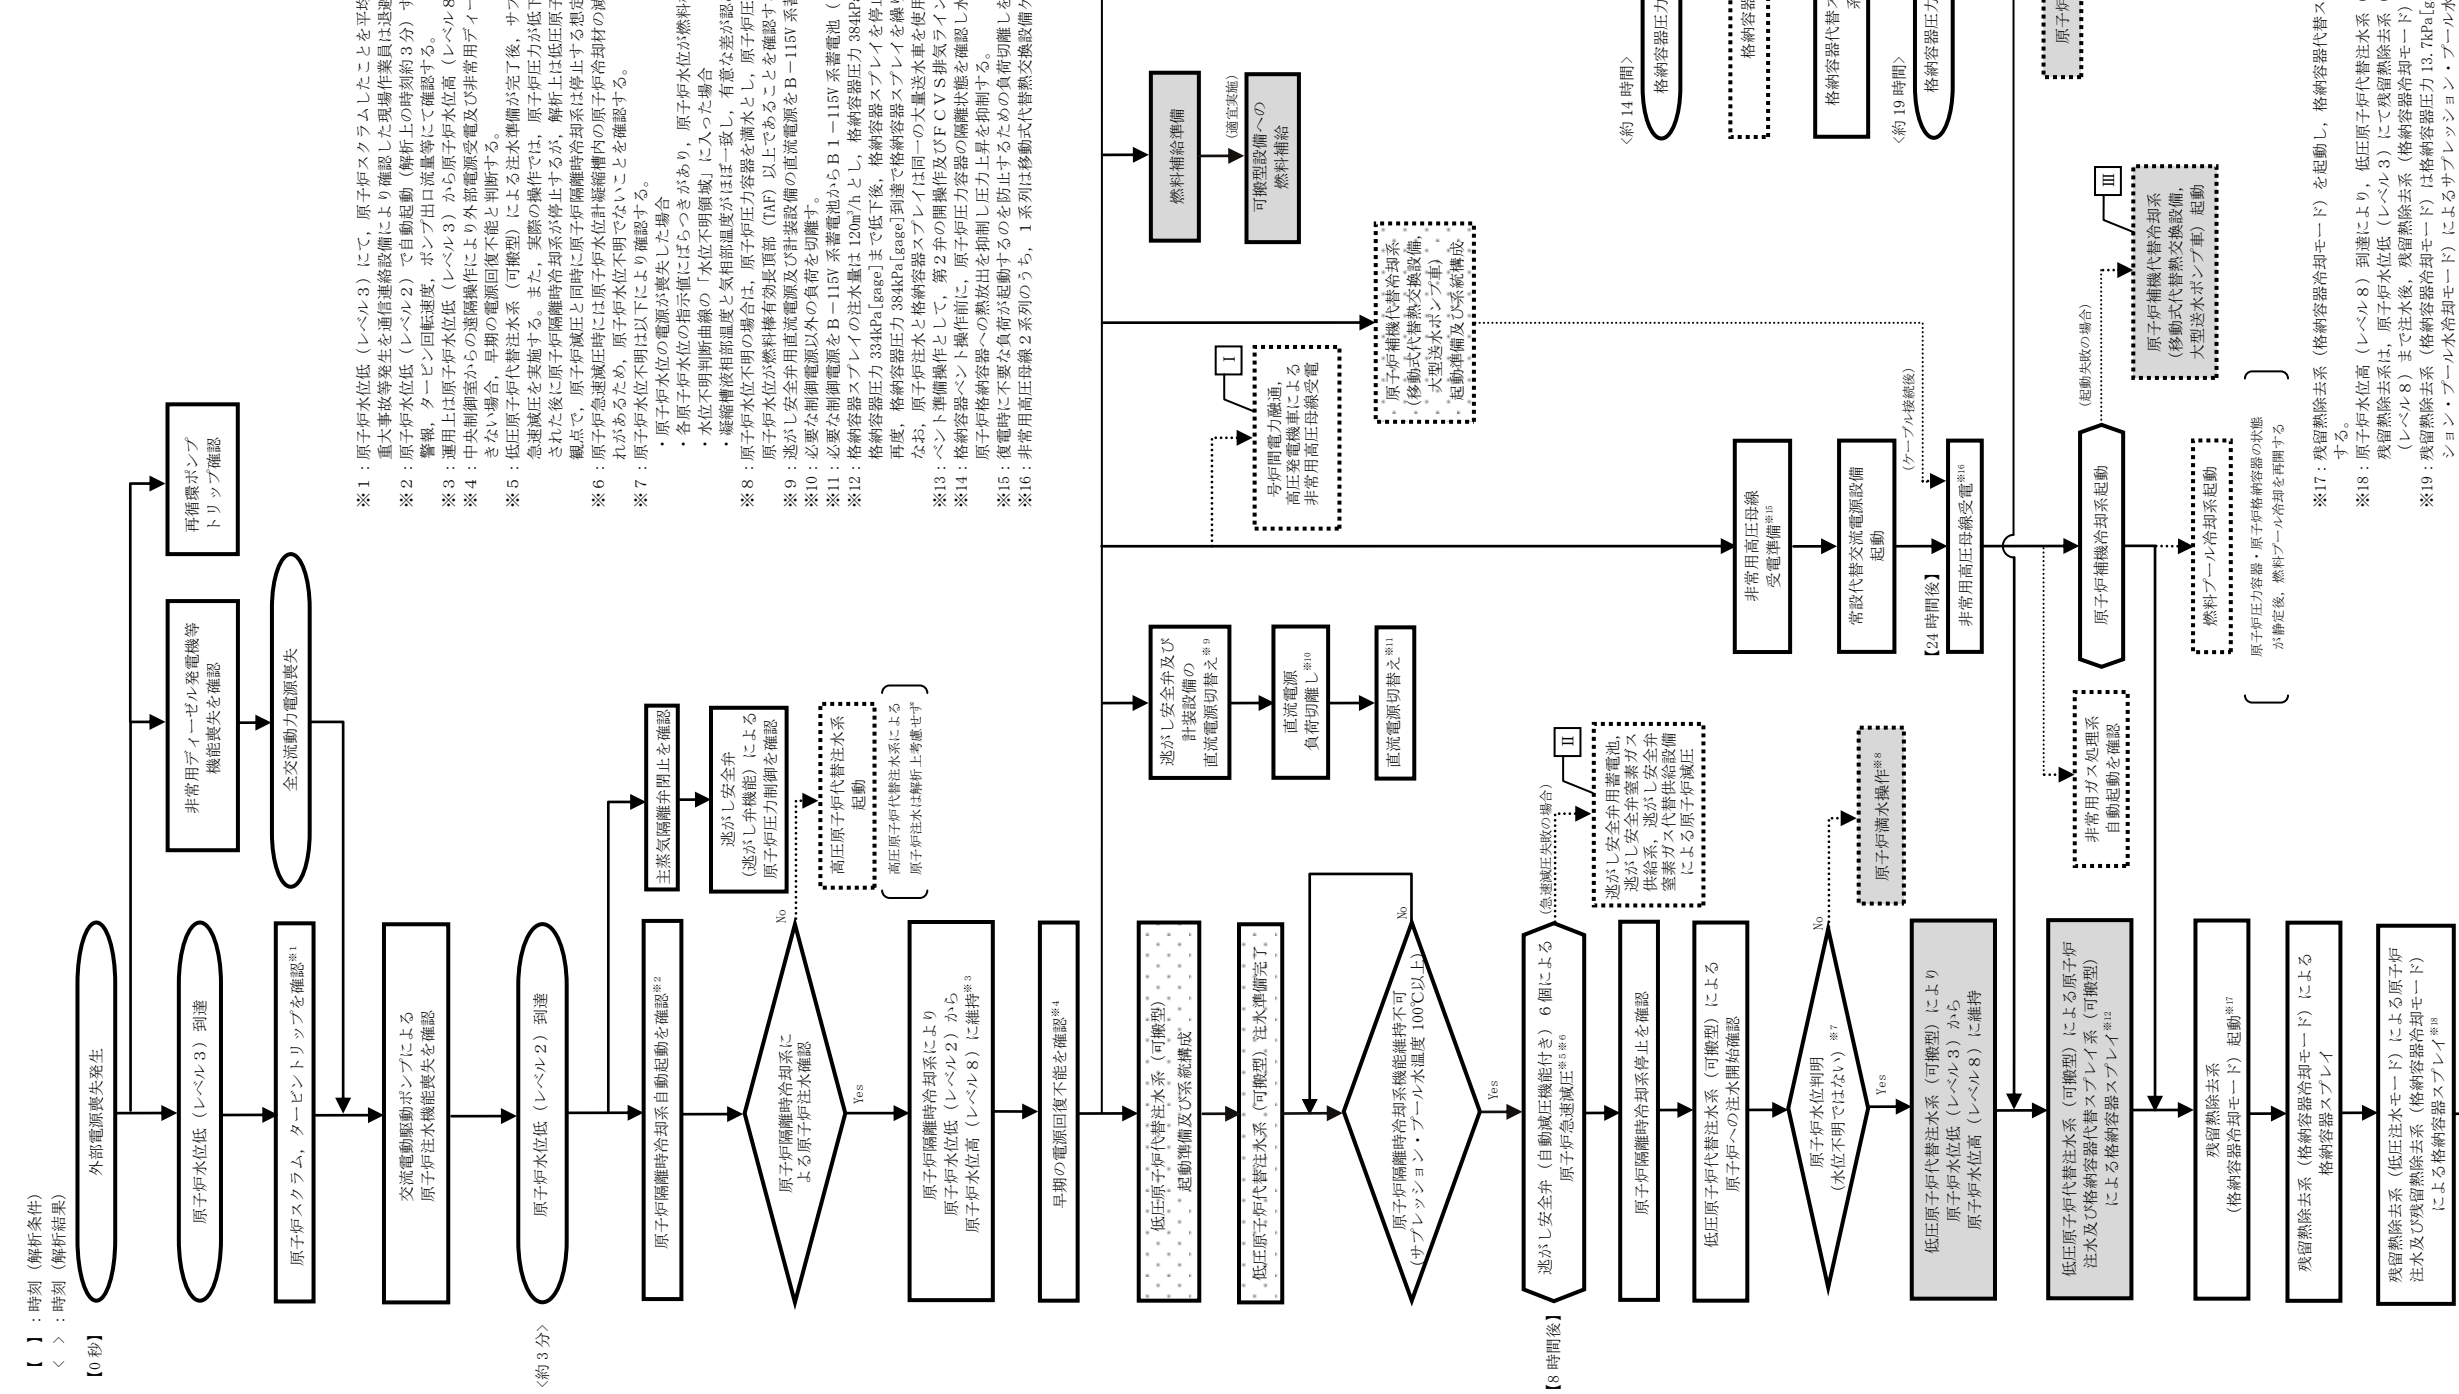 【　】：時刻（解析条件）
＜　＞：時刻（解析結果）
【0 秒】
外部電源喪失発生
再循環ポンプ
トリップ確認
非常用ディーゼル発電機等
機能喪失を確認
全交流動力電源喪失
原子炉水位低（レベル３）到達
原子炉スクラム，タービントリップを確認※１
交流電動駆動ポンプによる
原子炉注水機能喪失を確認
＜約３分＞
原子炉水位低（レベル２）到達
主蒸気隔離弁閉止を確認
逃がし安全弁
（逃がし弁機能）による
原子炉圧力制御を確認
原子炉隔離時冷却系自動起動を確認※２
原子炉隔離時冷却系に
よる原子炉注水確認
No
Yes
高圧原子炉代替注水系
起動
高圧原子炉代替注水系による
原子炉注水は解析上考慮せず
原子炉隔離時冷却系により
原子炉水位低（レベル２）から
原子炉水位高（レベル８）に維持※３
早期の電源回復不能を確認※４
低圧原子炉代替注水系（可搬型）
起動準備及び系統構成
低圧原子炉代替注水系（可搬型）注水準備完了
原子炉隔離時冷却系機能維持不可
（サプレッション・プール水温度 100℃以上）
No
Yes
【8 時間後】
逃がし安全弁（自動減圧機能付き）６個による
原子炉急速減圧※５※６
（急速減圧失敗の場合）
Ⅱ
逃がし安全弁用蓄電池，
逃がし安全弁窒素ガス
供給系，逃がし安全弁
窒素ガス代替供給設備
による原子炉減圧
原子炉隔離時冷却系停止を確認
低圧原子炉代替注水系（可搬型）による
原子炉への注水開始確認
原子炉水位判明
（水位不明ではない）※７
No
Yes
原子炉満水操作※８
低圧原子炉代替注水系（可搬型）により
原子炉水位低（レベル３）から
原子炉水位高（レベル８）に維持
低圧原子炉代替注水系（可搬型）による原子炉
注水及び格納容器代替スプレイ系（可搬型）
による格納容器スプレイ※12
残留熱除去系
（格納容器冷却モード）起動※17
残留熱除去系（格納容器冷却モード）による
格納容器スプレイ
残留熱除去系（低圧注水モード）による原子炉
注水及び残留熱除去系（格納容器冷却モード）
による格納容器スプレイ※18
逃がし安全弁及び
計装設備の
直流電源切替え※９
直流電源
負荷切離し※10
直流電源切替え※11
Ⅰ
号炉間電力融通，
高圧発電機車による
非常用高圧母線受電
非常用高圧母線
受電準備※15
常設代替交流電源設備
起動
【24 時間後】
非常用高圧母線受電※16
（ケーブル接続後）
原子炉補機代替冷却系
（移動式代替熱交換設備，
大型送水ポンプ車）
起動準備及び系統構成
燃料補給準備
（適宜実施）
可搬型設備への
燃料補給
原子炉補機冷却系起動
（起動失敗の場合）
Ⅲ
原子炉補機代替冷却系
（移動式代替熱交換設備，
大型送水ポンプ車）起動
非常用ガス処理系
自動起動を確認
燃料プール冷却系起動
原子炉圧力容器・原子炉格納容器の状態
が静定後，燃料プール冷却を再開する
＜約 14 時間＞
格納容器圧力
格納容器
格納容器代替ス
系
＜約 19 時間＞
格納容器圧力
原子炉
※１：原子炉水位低（レベル３）にて，原子炉スクラムしたことを平均
重大事故等発生を通信連絡設備により確認した現場作業員は退避
※２：原子炉水位低（レベル２）で自動起動（解析上の時刻約３分）す
警報，タービン回転速度，ポンプ出口流量等にて確認する。
※３：運用上は原子炉水位低（レベル３）から原子炉水位高（レベル８
※４：中央制御室からの遠隔操作により外部電源受電及び非常用ディー
きない場合，早期の電源回復不能と判断する。
※５：低圧原子炉代替注水系（可搬型）による注水準備が完了後，サプ
急速減圧を実施する。また，実際の操作では，原子炉圧力が低下
された後に原子炉隔離時冷却系が停止するが，解析上は低圧原子
観点で，原子炉減圧と同時に原子炉隔離時冷却系は停止する想定
※６：原子炉急速減圧時には原子炉水位計凝縮槽内の原子炉冷却材の減
れがあるため，原子炉水位不明でないことを確認する。
※７：原子炉水位不明は以下により確認する。
・原子炉水位の電源が喪失した場合
・各原子炉水位の指示値にばらつきがあり，原子炉水位が燃料
・水位不明判断曲線の「水位不明領域」に入った場合
・凝縮槽液相部温度と気相部温度がほぼ一致し，有意な差が認
※８：原子炉水位不明の場合は，原子炉圧力容器を満水とし，原子炉圧
原子炉水位が燃料棒有効長頂部（TAF）以上であることを確認す
※９：逃がし安全弁用直流電源及び計装設備の直流電源をＢ－115V 系
※10：必要な制御電源以外の負荷を切離す。
※11：必要な制御電源をＢ－115V 系蓄電池からＢ１－115V 系蓄電池（
※12：格納容器スプレイの注水量は 120m³/h とし，格納容器圧力 384kPa
格納容器圧力 334kPa[gage]まで低下後，格納容器スプレイを停止
再度，格納容器圧力 384kPa[gage]到達で格納容器スプレイを繰り
なお，原子炉注水と格納容器スプレイは同一の大量送水車を使用
※13：ベント準備操作として，第２弁の開操作及びＦＣＶＳ排気ライン
※14：格納容器ベント操作前に，原子炉圧力容器の隔離状態を確認し水
原子炉格納容器への熱放出を抑制し圧力上昇を抑制する。
※15：復電時に不要な負荷が起動するのを防止するための負荷切離しを
※16：非常用高圧母線２系列のうち，１系列は移動式代替熱交換設備ケ
※17：残留熱除去系（格納容器冷却モード）を起動し，格納容器代替ス
する。
※18：原子炉水位高（レベル８）到達により，低圧原子炉代替注水系（
残留熱除去系は，原子炉水位低（レベル３）にて残留熱除去系（
（レベル８）まで注水後，残留熱除去系（格納容器冷却モード）
※19：残留熱除去系（格納容器冷却モード）は格納容器圧力 13.7kPa[g
ション・プール水冷却モード）によるサプレッション・プール水